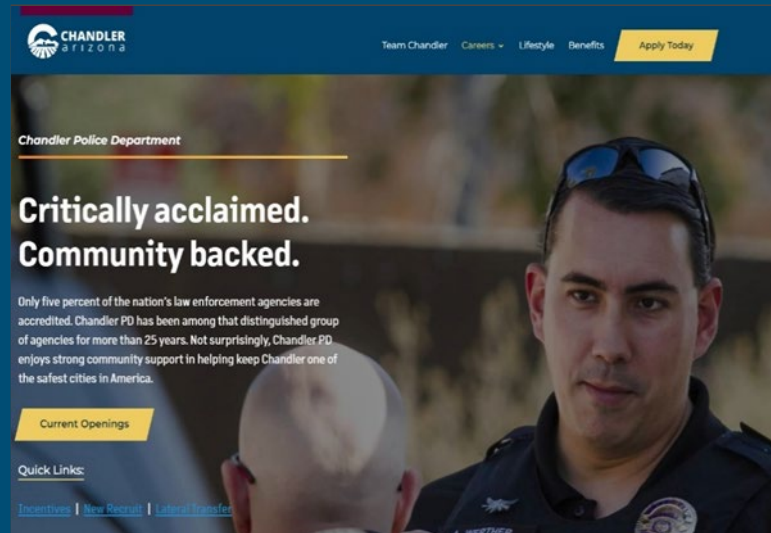 CHANDLER
arizona
Team Chandler Careers Lifestyle Benefits Apply Today
Chandler Police Department
Critically acclaimed.
Community backed.
Only five percent of the nation's law enforcement agencies are
accredited. Chandler PD has been among that distinguished group
of agencies for more than 25 years. Not surprisingly, Chandler PD
enjoys strong community support in helping keep Chandler one of
the safest cities in America.
Current Openings
Quick Links:
Incentives | New Recruit | Lateral Transfer